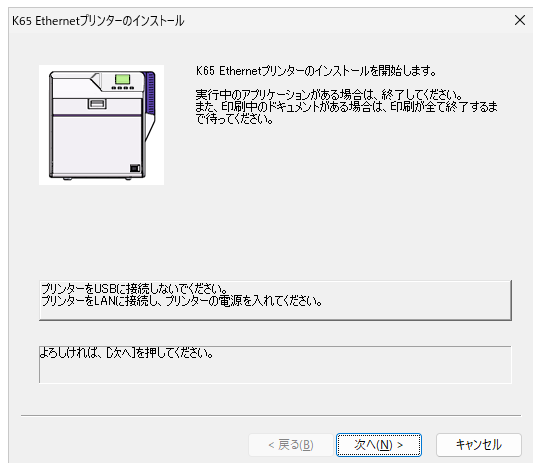 K65 Ethernetプリンターのインストール
K65 Ethernetプリンターのインストールを開始します。
実行中のアプリケーションがある場合は、終了してください。
また、印刷中のドキュメントがある場合は、印刷が全て終了するま
で待ってください。
プリンターをUSBに接続しないでください。
プリンターをLANに接続し、プリンターの電源を入れてください。
よろしければ、[次へ]を押してください。
< 戻る(B)
次へ(N) >
キャンセル